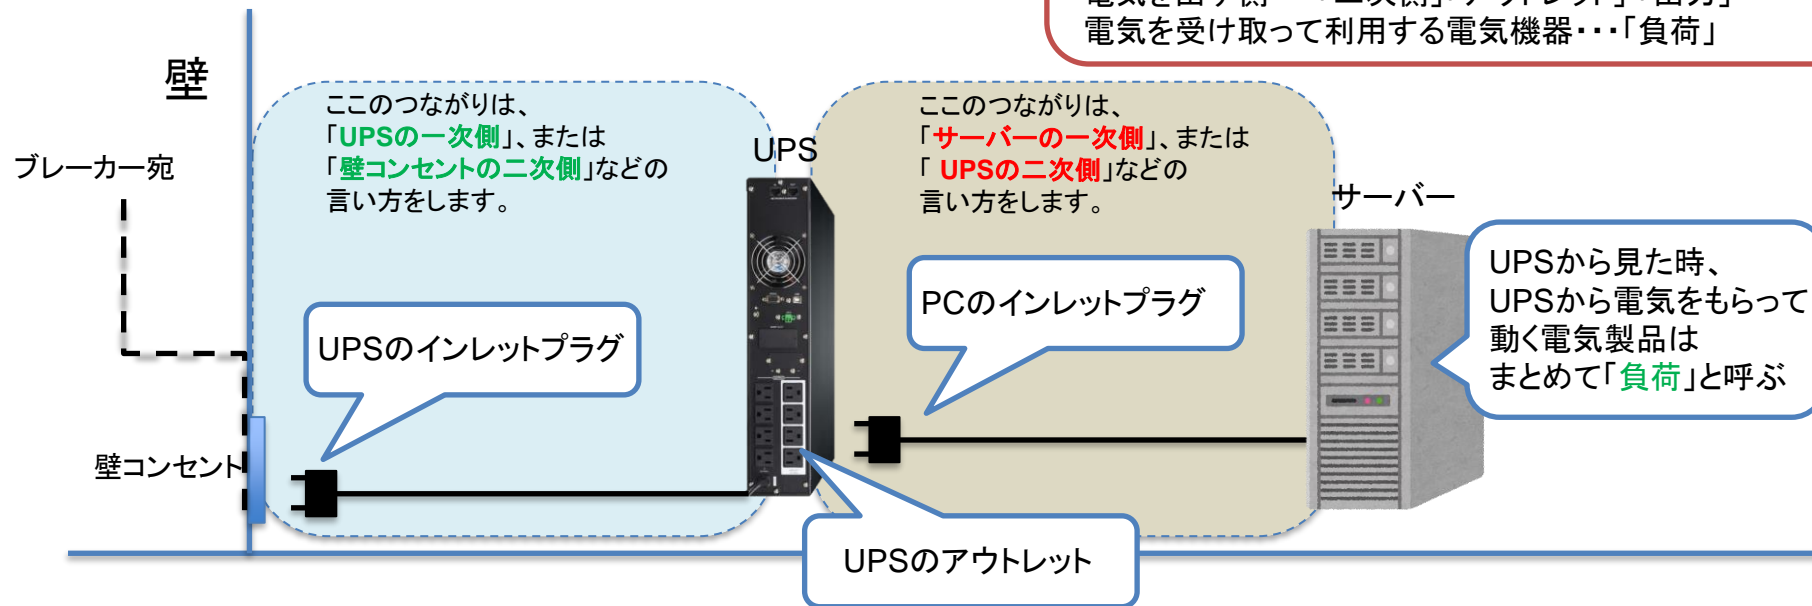 電気を受け取って利用する電気機器・・・「負荷」
壁
ここのつながりは、
「UPSの一次側」、または
「壁コンセントの二次側」などの
言い方をします。
ここのつながりは、
「サーバーの一次側」、または
「 UPSの二次側」などの
言い方をします。
UPS
ブレーカー宛
サーバー
UPSから見た時、
UPSから電気をもらって
動く電気製品は
まとめて「負荷」と呼ぶ
PCのインレットプラグ
UPSのインレットプラグ
壁コンセント
UPSのアウトレット